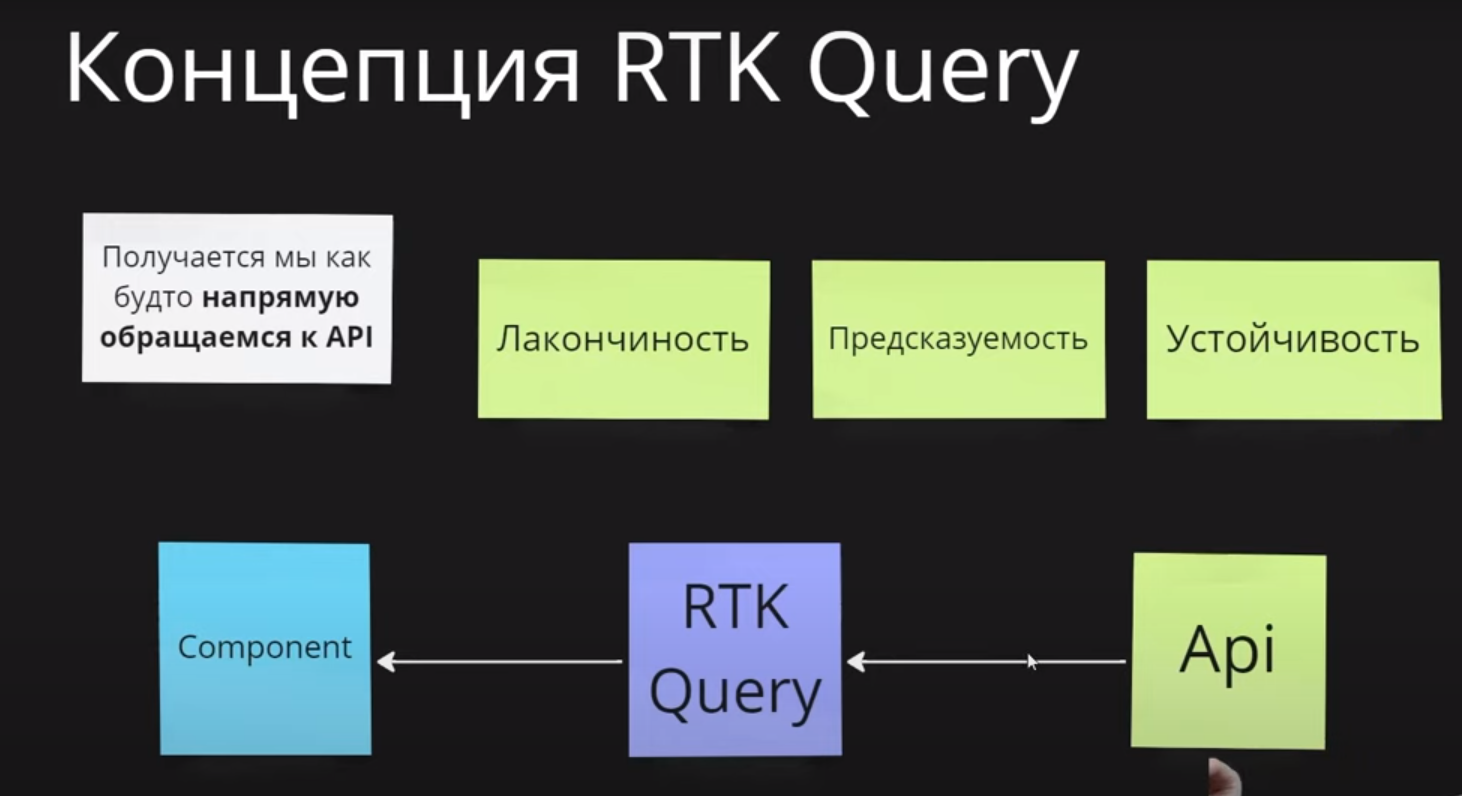 Концепция RTK Query
Получается мы как
будто напрямую
обращаемся к API
Лакончиность
Предсказуемость
Устойчивость
Component
RTK
Query
Api